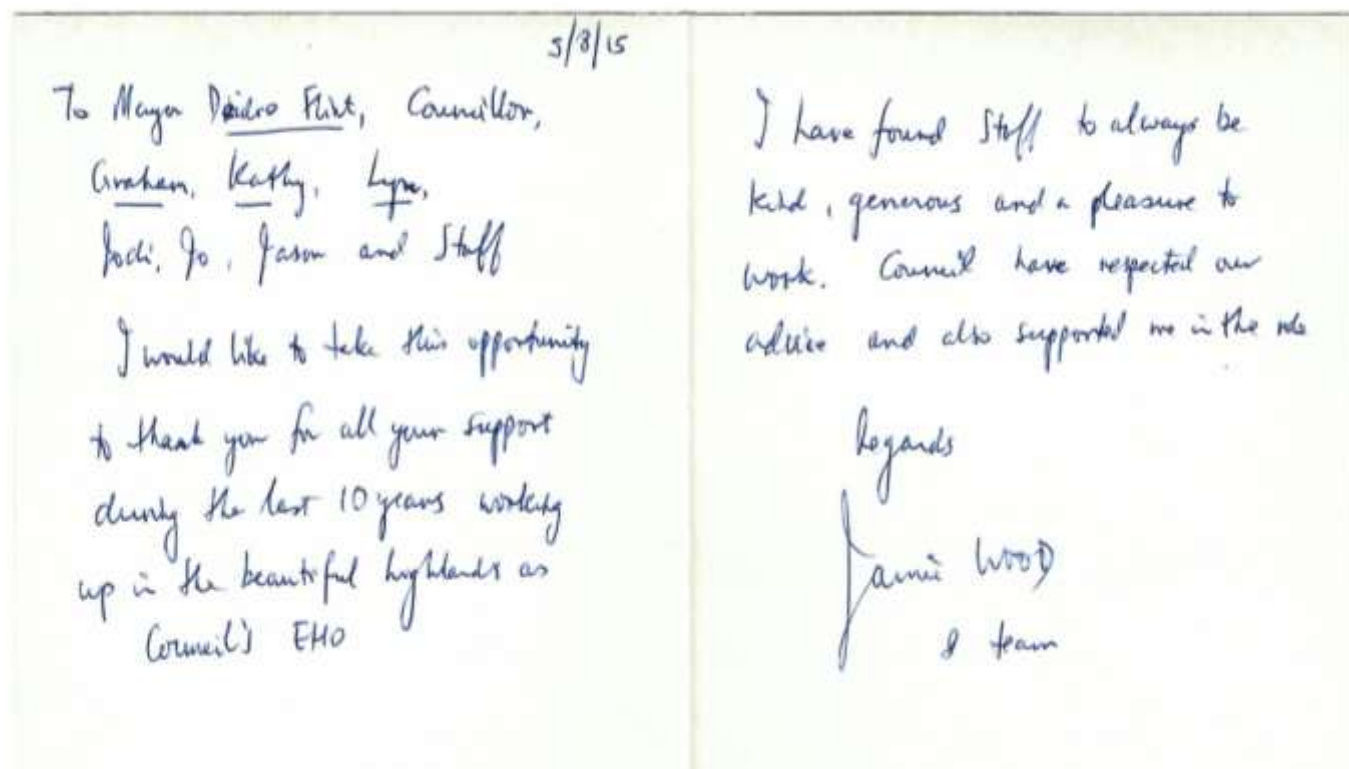 5/8/15
To Mayor Deidre Flint, Councillor,
Graham, Kathy, Lyn,
Jodi, Jo, Jason and Staff
I would like to take this opportunity
to thank you for all your support
during the last 10 years working
up in the beautiful highlands as
Council's EHO
I have found Staff to always be
kind, generous and a pleasure to
work. Council have respected our
advice and also supported me in the role
Regards
Jamie WOOD
& team